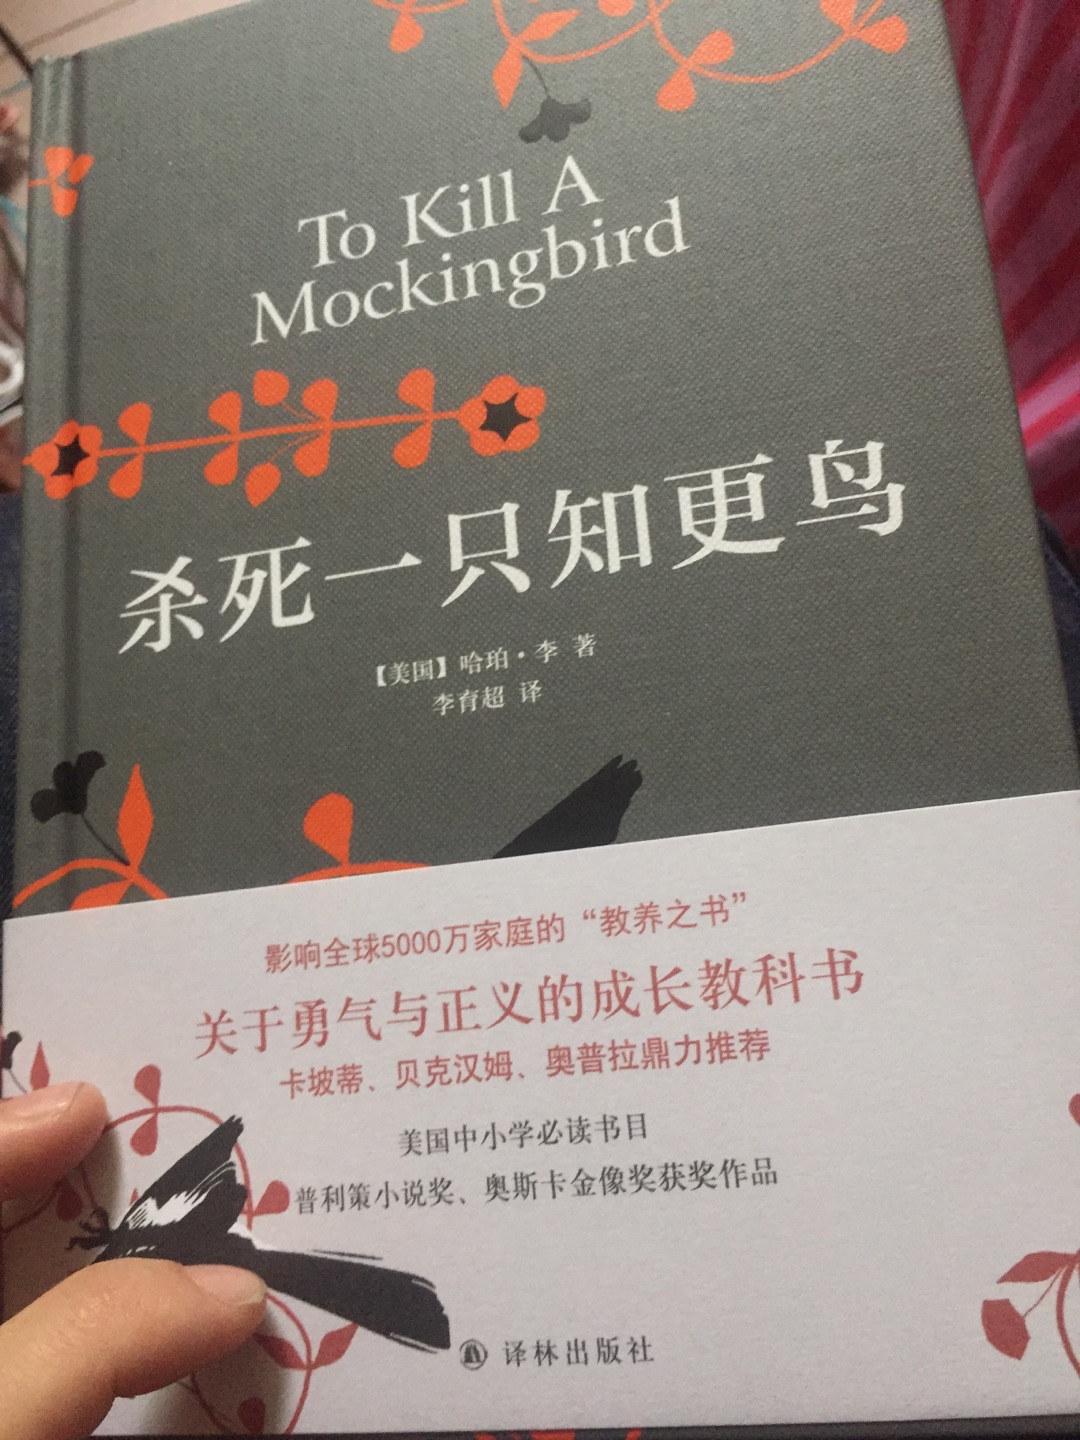 To Kill A
Mockingbird
杀死一只知更鸟
【美国】哈珀·李 著
李育超 译
影响全球5000万家庭的“教养之书”
关于勇气与正义的成长教科书
卡坡蒂、贝克汉姆、奥普拉鼎力推荐
美国中小学必读书目
普利策小说奖、奥斯卡金像奖获奖作品
译林出版社